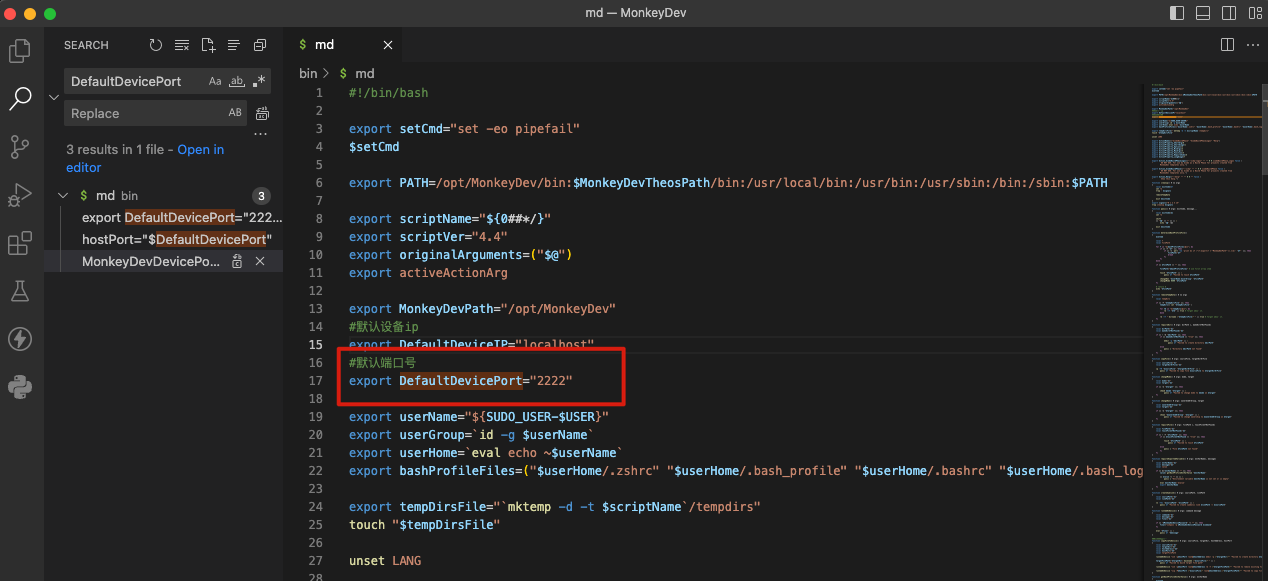 md — MonkeyDev
SEARCH
DefaultDevicePort
Aa
ab
.*
Replace
AB
3 results in 1 file - Open in
editor
$ md bin
3
export DefaultDevicePort="222...
hostPort="$DefaultDevicePort"
MonkeyDevDevicePo...
$ md
bin > $ md
1 #!/bin/bash
2
3 export setCmd="set -eo pipefail"
4 $setCmd
5
6 export PATH=/opt/MonkeyDev/bin:$MonkeyDevTheosPath/bin:/usr/local/bin:/usr/bin:/usr/sbin:/bin:/sbin:$PATH
7
8 export scriptName="${0##*/}"
9 export scriptVer="4.4"
10 export originalArguments=("$@")
11 export activeActionArg
12
13 export MonkeyDevPath="/opt/MonkeyDev"
14 #默认设备ip
15 export DefaultDeviceIP="localhost"
16 #默认端口号
17 export DefaultDevicePort="2222"
18
19 export userName="${SUDO_USER-$USER}"
20 export userGroup=`id -g $userName`
21 export userHome=`eval echo ~$userName`
22 export bashProfileFiles=("$userHome/.zshrc" "$userHome/.bash_profile" "$userHome/.bashrc" "$userHome/.bash_log
23
24 export tempDirsFile="`mktemp -d -t $scriptName`/tempdirs"
25 touch "$tempDirsFile"
26
27 unset LANG
28